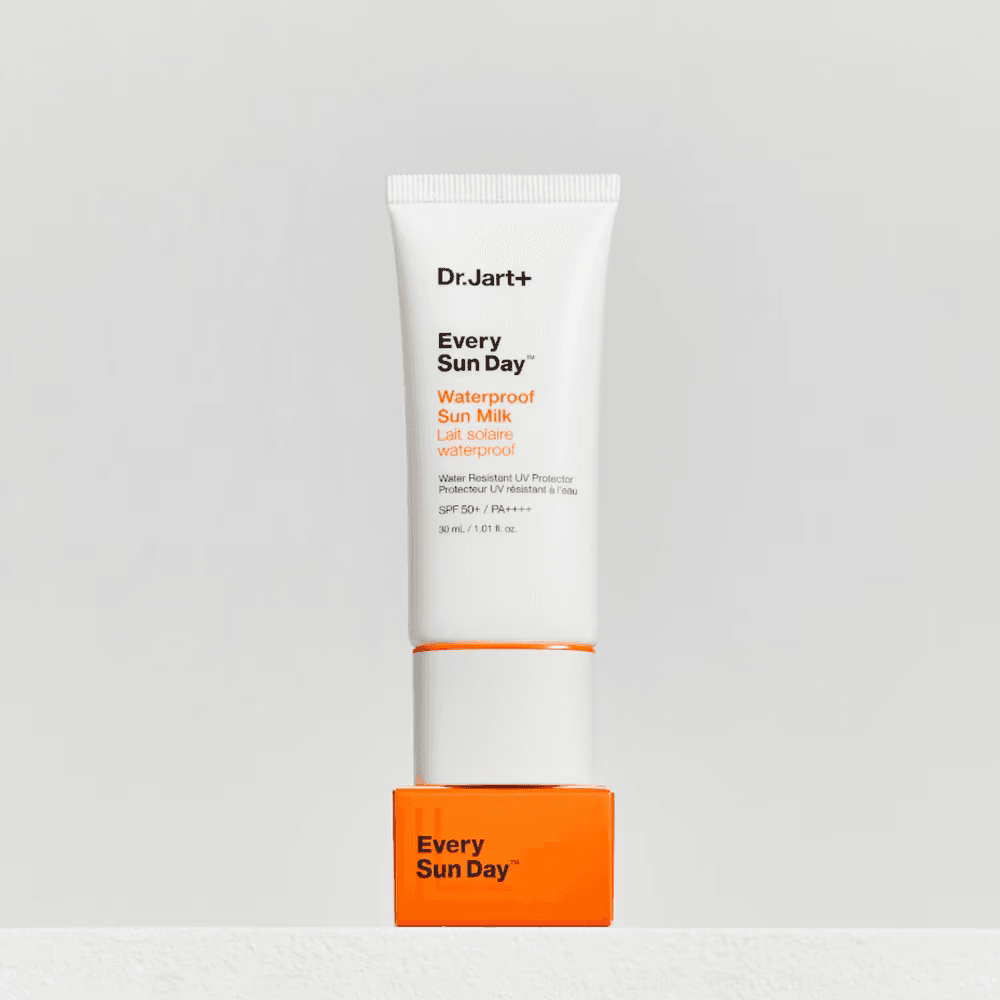 Dr.Jart+
Every
Sun Day™
Waterproof
Sun Milk
Lait solaire
waterproof
Water Resistant UV Protector
Protecteur UV résistant à l'eau
SPF 50+ / PA++++
30 mL / 1.01 fl. oz.
Every
Sun Day™